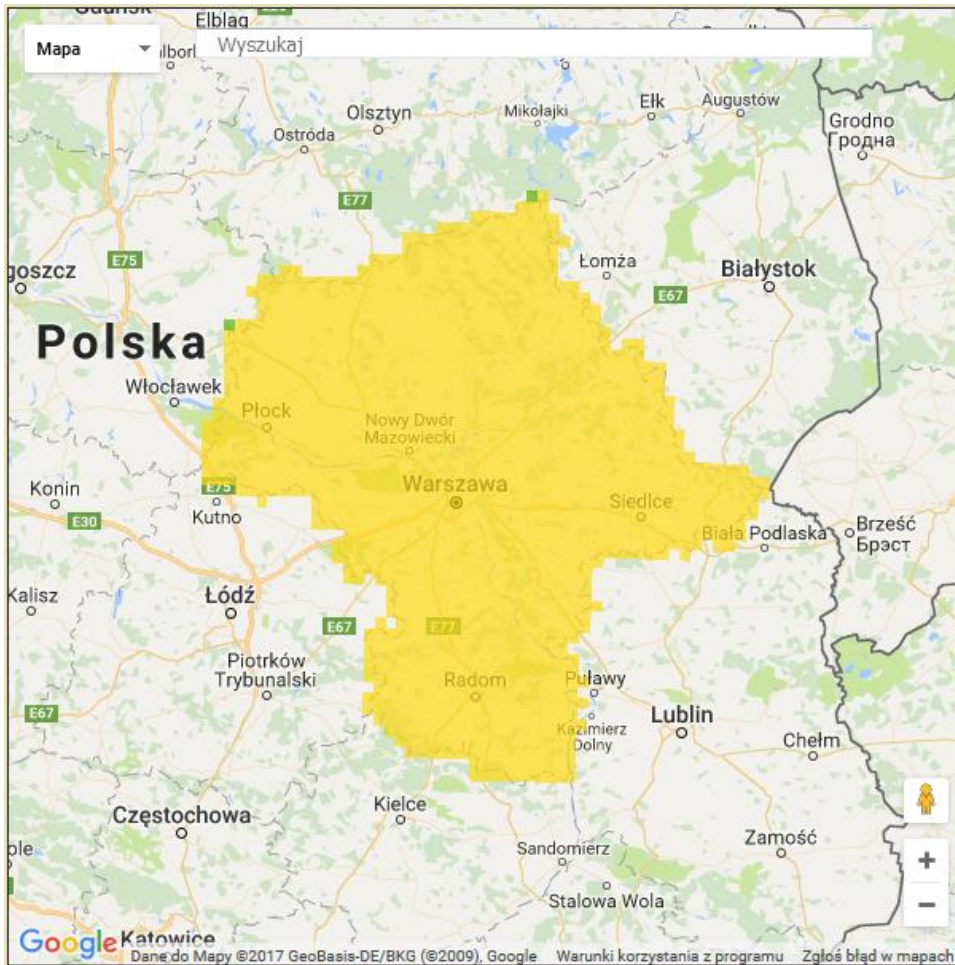 Gdańsk
Elbląg
Mapa
Wyszukaj
Olsztyn
Mikołajki
Ełk
Augustów
Grodno
Гродна
Ostróda
E77
E75
goszcz
Łomża
Białystok
E67
Polska
Włocławek
Płock
Nowy Dwór
Mazowiecki
Konin
E75
Warszawa
Kutno
Siedlce
E30
Biała Podlaska
Brześć
Брэст
Kalisz
Łódź
E67
E77
Piotrków
Trybunalski
Radom
Puławy
E67
Kazimierz
Dolny
Lublin
Chełm
Kielce
Częstochowa
Zamość
ole
Sandomierz
Stalowa Wola
+
−
Google
Katowice
Dane do Mapy ©2017 GeoBasis-DE/BKG (©2009), Google
Warunki korzystania z programu
Zgłoś błąd w mapach